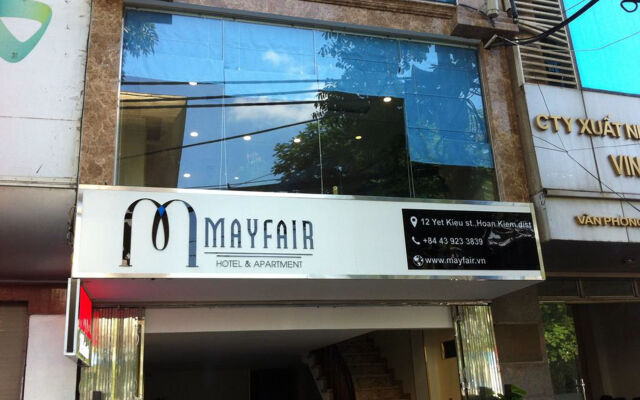 MAYFAIR
HOTEL & APARTMENT
12 Yet Kieu st.,Hoan Kiem dist
+84 43 923 3839
www.mayfair.vn
CTY XUẤT
VIN
VĂN PHÒNG